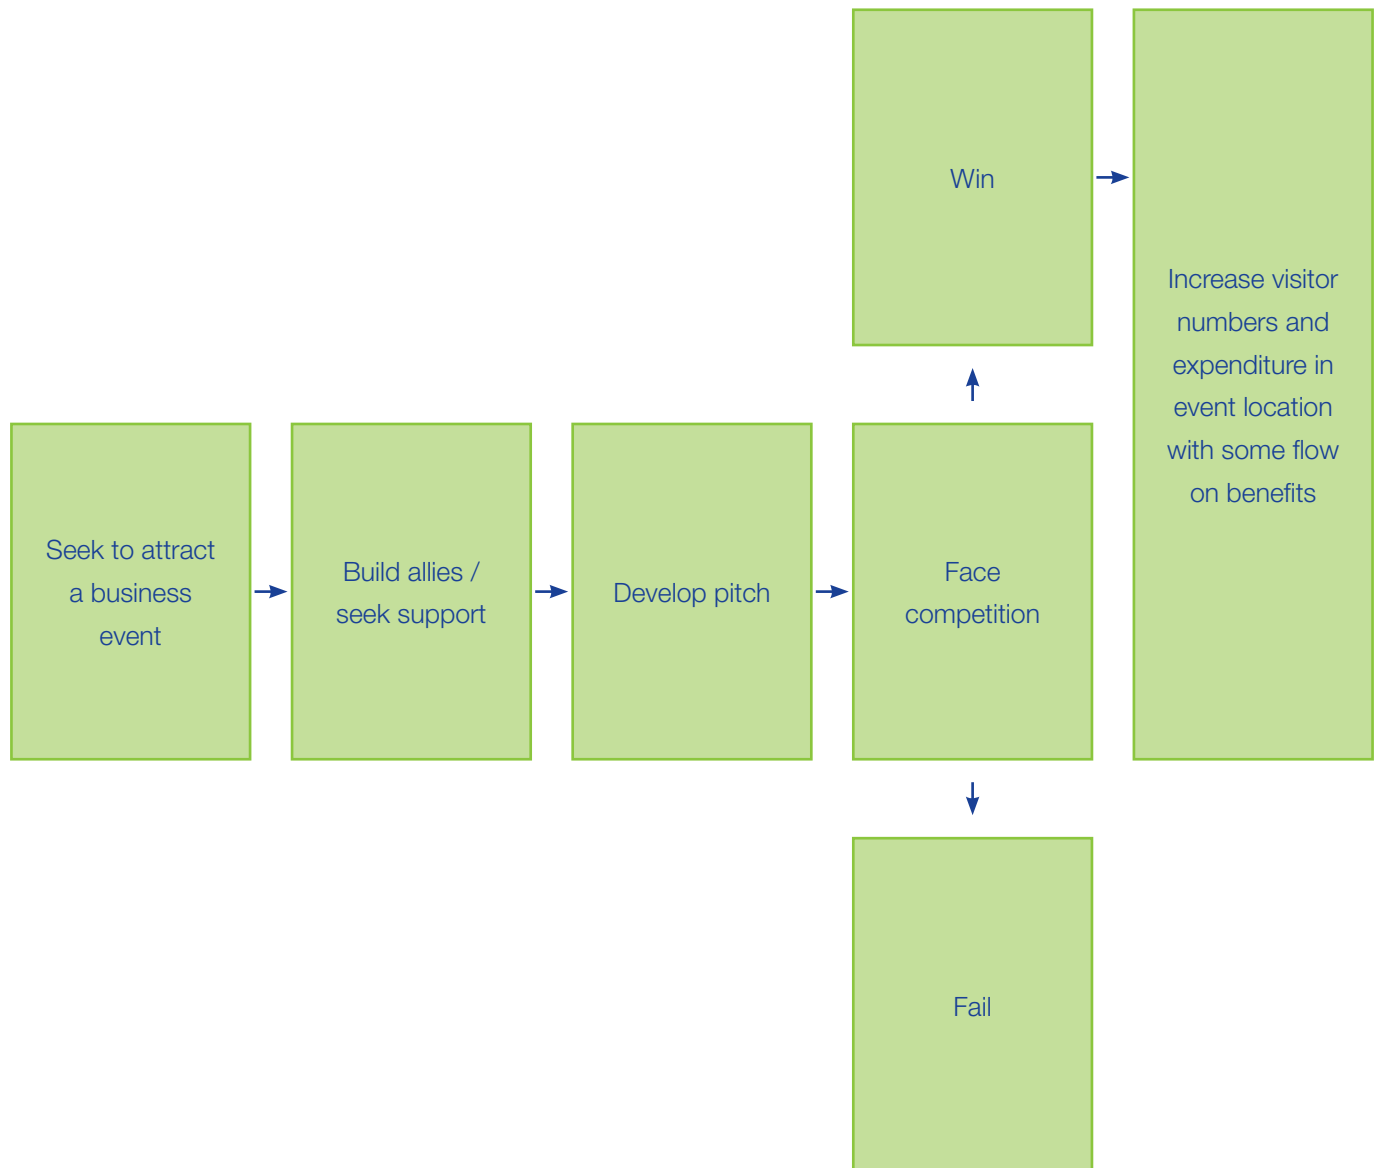 Seek to attract
a business
event
Build allies /
seek support
Develop pitch
Face
competition
Win
Increase visitor
numbers and
expenditure in
event location
with some flow
on benefits
Fail